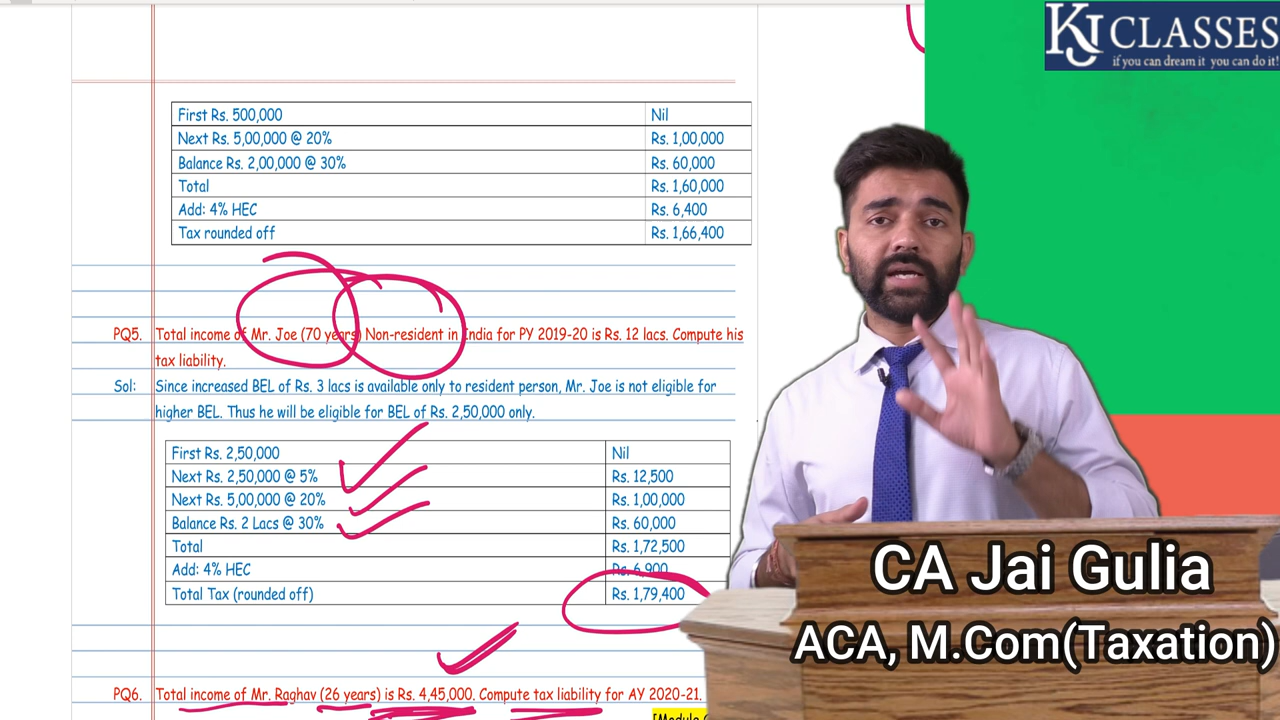 KJ CLASSES
if you can dream it you can do it!
First Rs. 500,000 Nil
Next Rs. 5,00,000 @ 20% Rs. 1,00,000
Balance Rs. 2,00,000 @ 30% Rs. 60,000
Total Rs. 1,60,000
Add: 4% HEC Rs. 6,400
Tax rounded off Rs. 1,66,400
PQ5. Total income of Mr. Joe (70 years) Non-resident in India for PY 2019-20 is Rs. 12 lacs. Compute his
tax liability.
Sol: Since increased BEL of Rs. 3 lacs is available only to resident person, Mr. Joe is not eligible for
higher BEL. Thus he will be eligible for BEL of Rs. 2,50,000 only.
First Rs. 2,50,000 Nil
Next Rs. 2,50,000 @ 5% Rs. 12,500
Next Rs. 5,00,000 @ 20% Rs. 1,00,000
Balance Rs. 2 Lacs @ 30% Rs. 60,000
Total Rs. 1,72,500
Add: 4% HEC Rs. 6,900
Total Tax (rounded off) Rs. 1,79,400
PQ6. Total income of Mr. Raghav (26 years) is Rs. 4,45,000. Compute tax liability for AY 2020-21.
CA Jai Gulia
ACA, M.Com(Taxation)